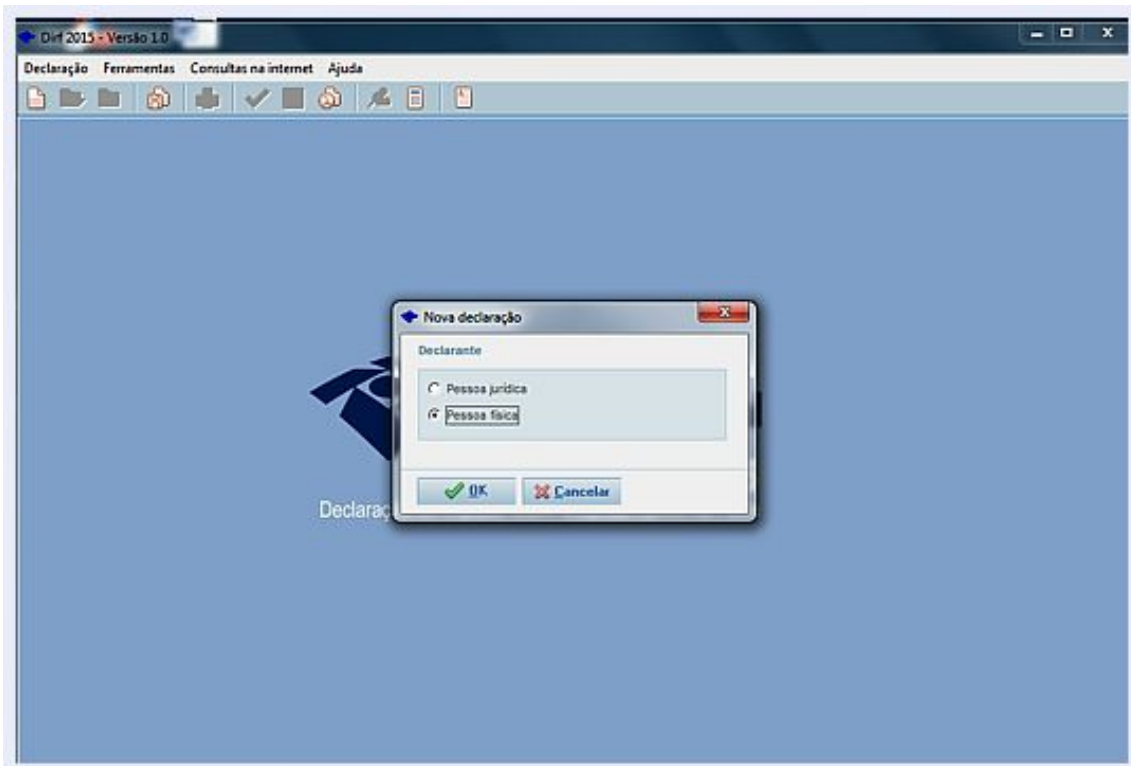 Dirf 2015 - Versão 1.0
Declaração Ferramentas Consultas na internet Ajuda
Nova declaração
Declarante
Pessoa jurídica
Pessoa física
OK
Cancelar
Declaraç